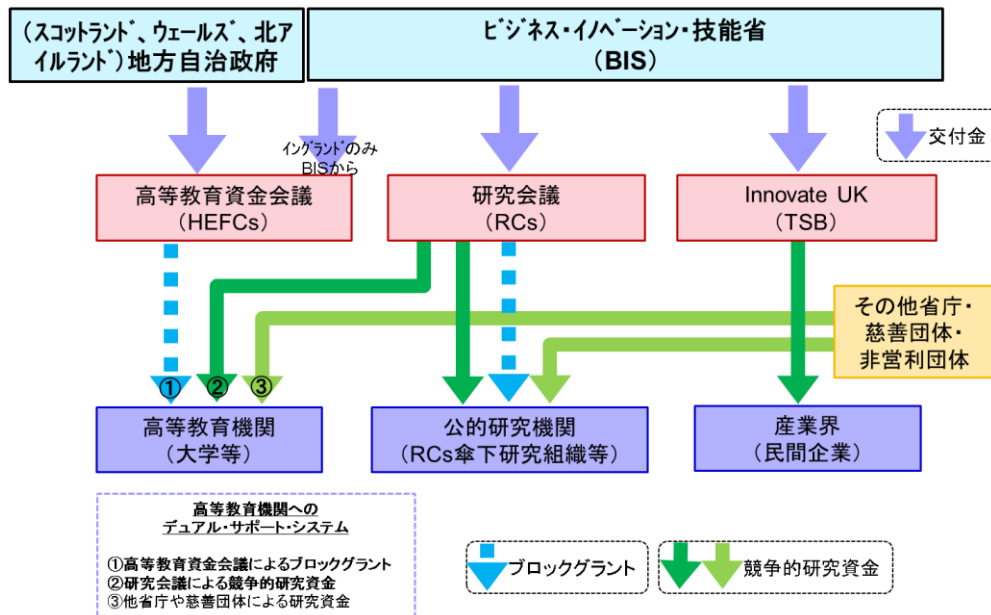 (スコットランド、ウェールズ、北ア
イルランド)地方自治政府
ビジネス・イノベーション・技能省
(BIS)
イングランドのみ
BISから
交付金
高等教育資金会議
(HEFCs)
研究会議
(RCs)
Innovate UK
(TSB)
その他省庁・
慈善団体・
非営利団体
①
②
③
高等教育機関
(大学等)
公的研究機関
(RCs傘下研究組織等)
産業界
(民間企業)
高等教育機関への
デュアル・サポート・システム
①高等教育資金会議によるブロックグラント
②研究会議による競争的研究資金
③他省庁や慈善団体による研究資金
ブロックグラント
競争的研究資金